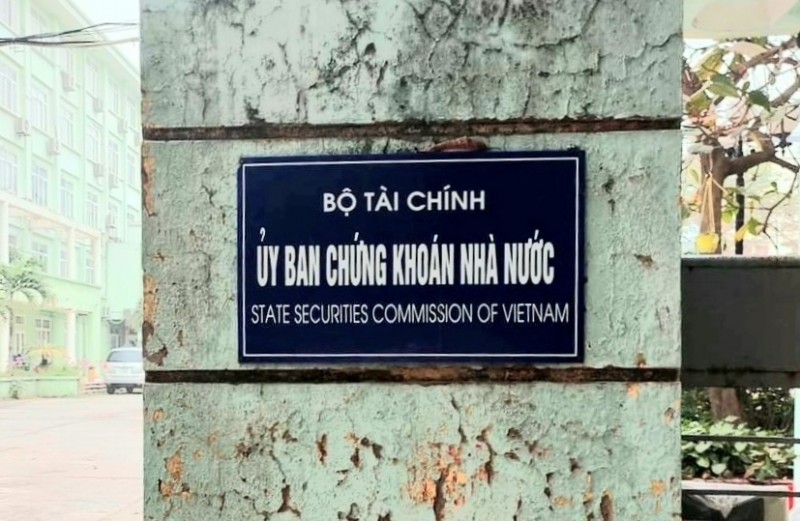 BỘ TÀI CHÍNH
ỦY BAN CHỨNG KHOÁN NHÀ NƯỚC
STATE SECURITIES COMMISSION OF VIETNAM